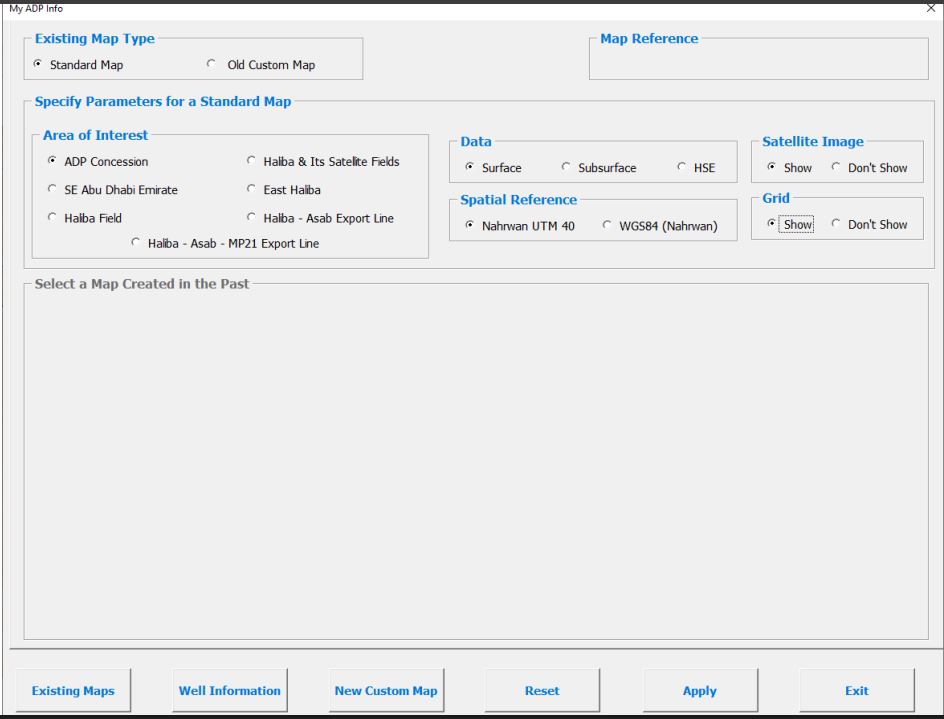 My ADP Info
Existing Map Type
Map Reference
Standard Map Old Custom Map
Specify Parameters for a Standard Map
Area of Interest
ADP Concession Haliba & Its Satellite Fields
SE Abu Dhabi Emirate East Haliba
Haliba Field Haliba - Asab Export Line
Haliba - Asab - MP21 Export Line
Data
Surface Subsurface HSE
Spatial Reference
Nahrwan UTM 40 WGS84 (Nahrwan)
Satellite Image
Show Don't Show
Grid
Show Don't Show
Select a Map Created in the Past
Existing Maps Well Information New Custom Map Reset Apply Exit